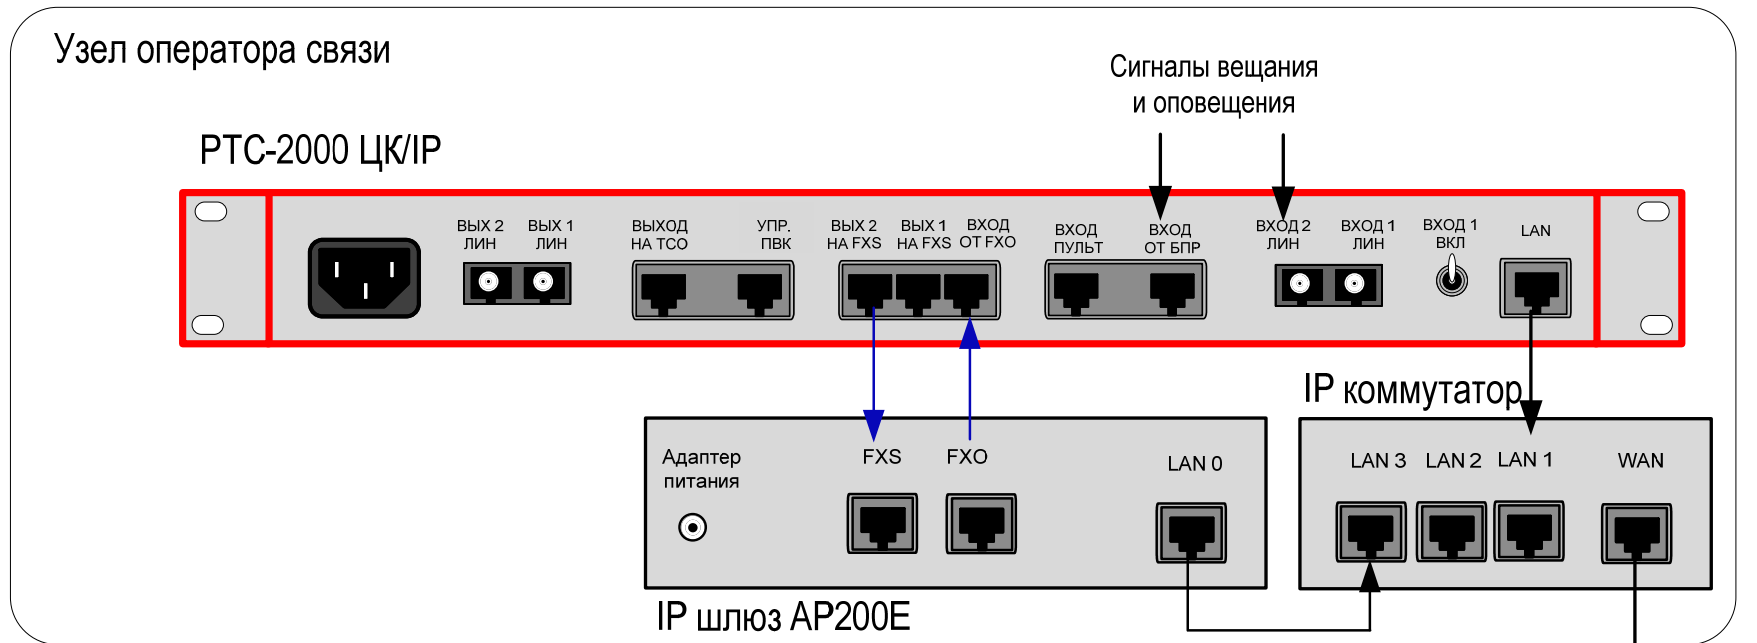 Узел оператора связи
Сигналы вещания
и оповещения
РТС-2000 ЦК/IP
ВЫХ 2
ЛИН
ВЫХ 1
ЛИН
ВЫХОД
НА ТСО
УПР.
ПВК
ВЫХ 2
НА FXS
ВЫХ 1
НА FXS
ВХОД
ОТ FXO
ВХОД
ПУЛЬТ
ВХОД
ОТ БПР
ВХОД 2
ЛИН
ВХОД 1
ЛИН
ВХОД 1
ВКЛ
LAN
IP коммутатор
Адаптер
питания
FXS
FXO
LAN 0
LAN 3
LAN 2
LAN 1
WAN
IP шлюз AP200E